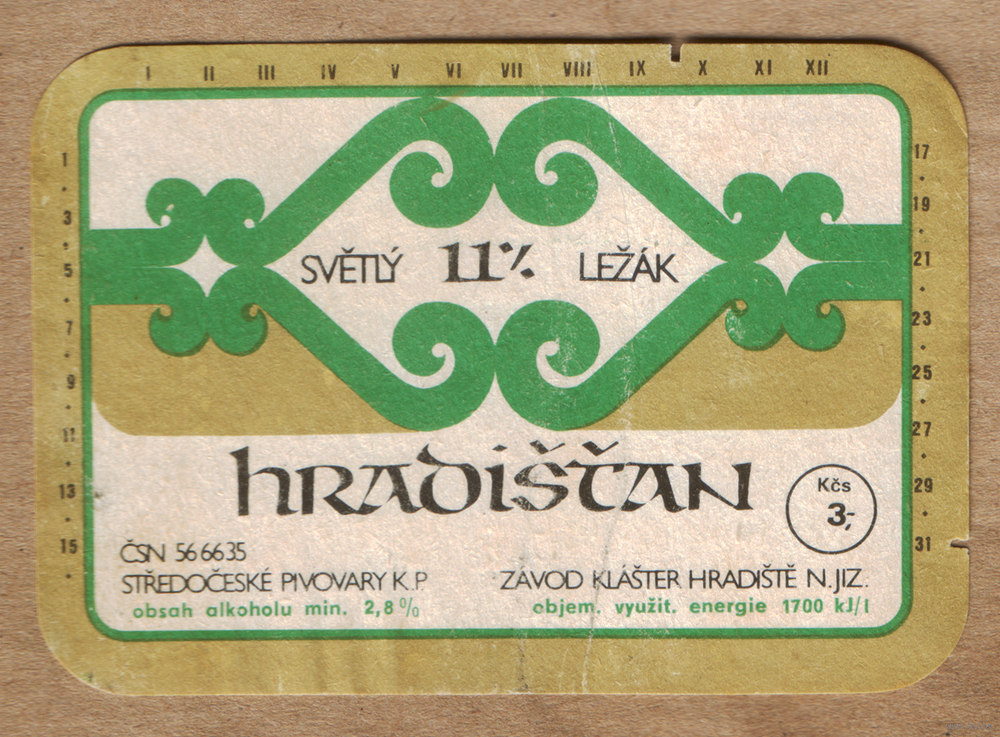 I II III IV V VI VII VIII IX X XI XII
1
3
5
7
9
11
13
15
17
19
21
23
25
27
29
31
SVĚTLÝ 11% LEŽÁK
hradišťan
Kčs
3,-
ČSN 56 6635
STŘEDOČESKÉ PIVOVARY K.P.
obsah alkoholu min. 2,8%
ZÁVOD KLÁŠTER HRADIŠTĚ N.JIZ.
objem. využit. energie 1700 kJ/l